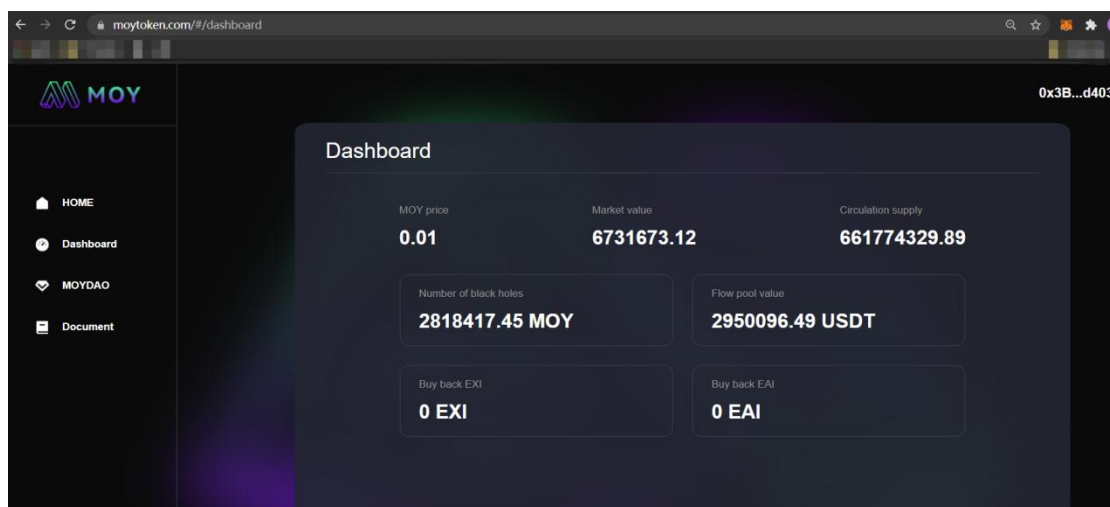 moytoken.com/#/dashboard
MOY
0x3B...d403
Dashboard
HOME
Dashboard
MOYDAO
Document
MOY price
Market value
Circulation supply
0.01
6731673.12
661774329.89
Number of black holes
Flow pool value
2818417.45 MOY
2950096.49 USDT
Buy back EXI
Buy back EAI
0 EXI
0 EAI